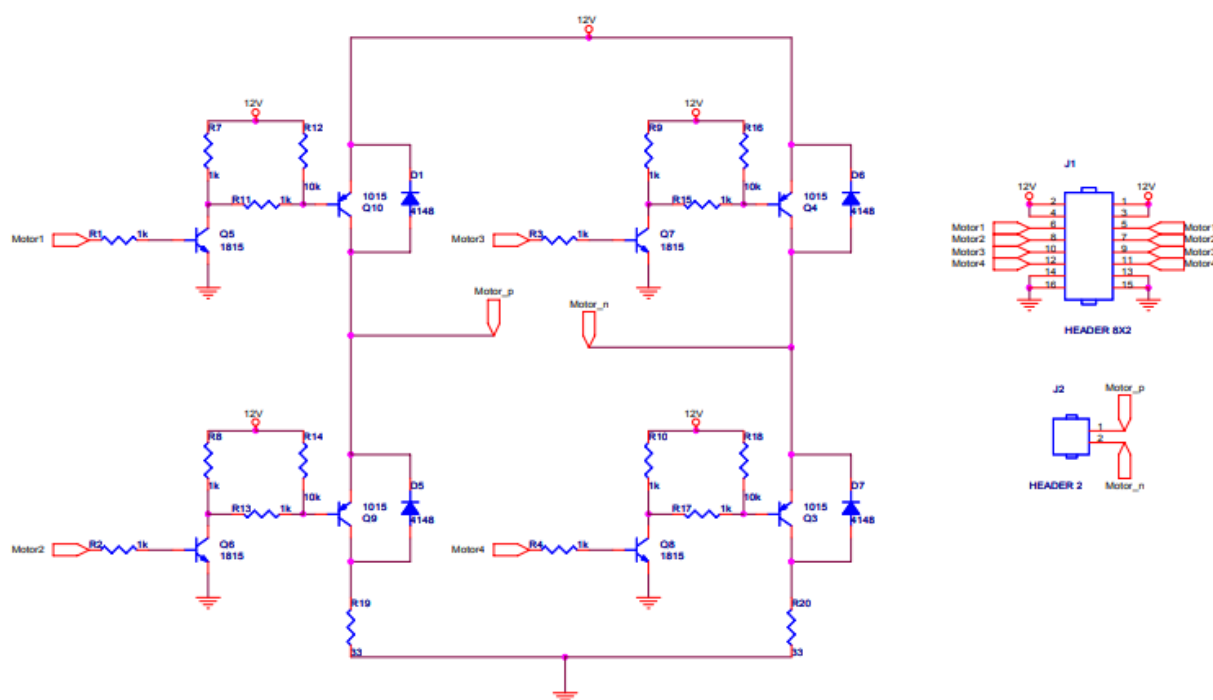 12V
12V
R7
R12
1k
10k
R11
1k
1015
Q10
D1
4148
Motor1
R1
1k
Q5
1815
12V
R9
R16
1k
10k
R15
1k
1015
Q4
D6
4148
Motor3
R3
1k
Q7
1815
Motor_p
Motor_n
12V
R8
R14
1k
10k
R13
1k
1015
Q9
D5
4148
Motor2
R2
1k
Q6
1815
12V
R10
R18
1k
10k
R17
1k
1015
Q3
D7
4148
Motor4
R4
1k
Q8
1815
R19
33
R20
33
J1
12V
12V
2
1
4
3
Motor1
6
5
Motor1
Motor2
8
7
Motor2
Motor3
10
9
Motor3
Motor4
12
11
Motor4
14
13
16
15
HEADER 8X2
J2
Motor_p
1
2
HEADER 2
Motor_n